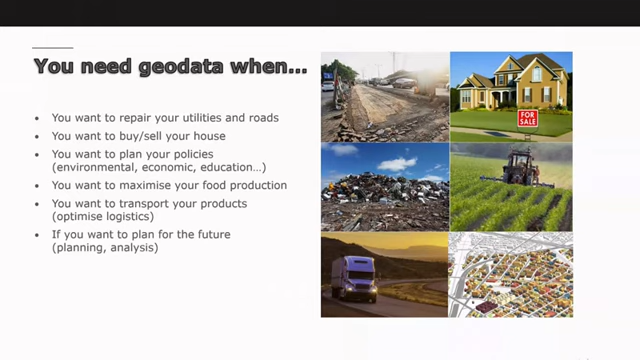 You need geodata when...
• You want to repair your utilities and roads
• You want to buy/sell your house
• You want to plan your policies
(environmental, economic, education…)
• You want to maximise your food production
• You want to transport your products
(optimise logistics)
• If you want to plan for the future
(planning, analysis)
FOR
SALE